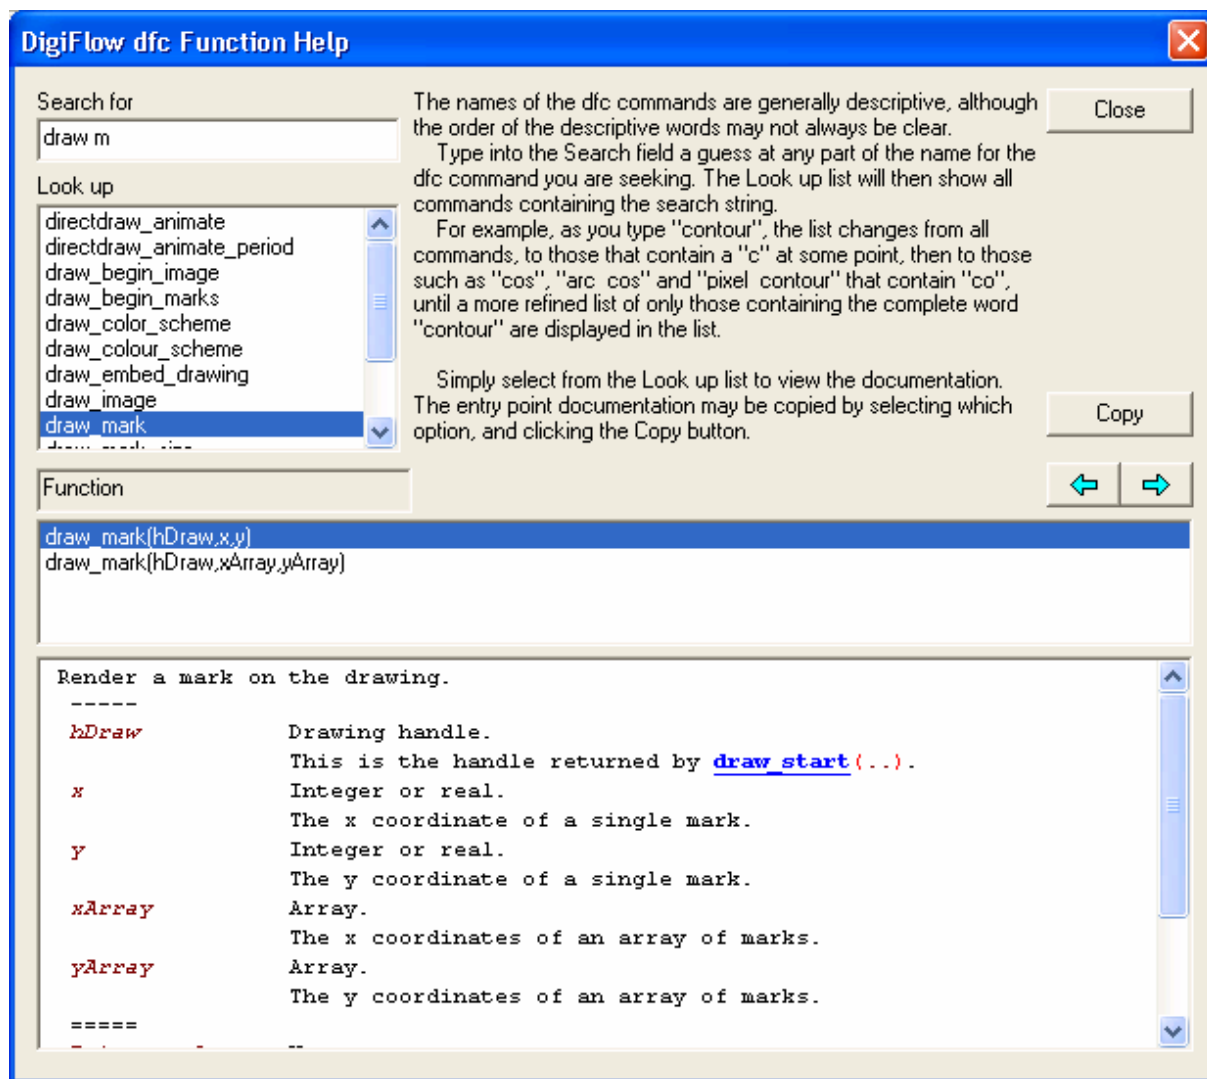 DigiFlow dfc Function Help
Search for
draw m
Look up
directdraw_animate
directdraw_animate_period
draw_begin_image
draw_begin_marks
draw_color_scheme
draw_colour_scheme
draw_embed_drawing
draw_image
draw_mark
The names of the dfc commands are generally descriptive, although
the order of the descriptive words may not always be clear.
Type into the Search field a guess at any part of the name for the
dfc command you are seeking. The Look up list will then show all
commands containing the search string.
For example, as you type "contour", the list changes from all
commands, to those that contain a "c" at some point, then to those
such as "cos", "arc cos" and "pixel contour" that contain "co",
until a more refined list of only those containing the complete word
"contour" are displayed in the list.
Simply select from the Look up list to view the documentation.
The entry point documentation may be copied by selecting which
option, and clicking the Copy button.
Close
Copy
Function
draw_mark(hDraw,x,y)
draw_mark(hDraw,xArray,yArray)
Render a mark on the drawing.
-----
hDraw Drawing handle.
This is the handle returned by draw_start(..).
x Integer or real.
The x coordinate of a single mark.
y Integer or real.
The y coordinate of a single mark.
xArray Array.
The x coordinates of an array of marks.
yArray Array.
The y coordinates of an array of marks.
=====